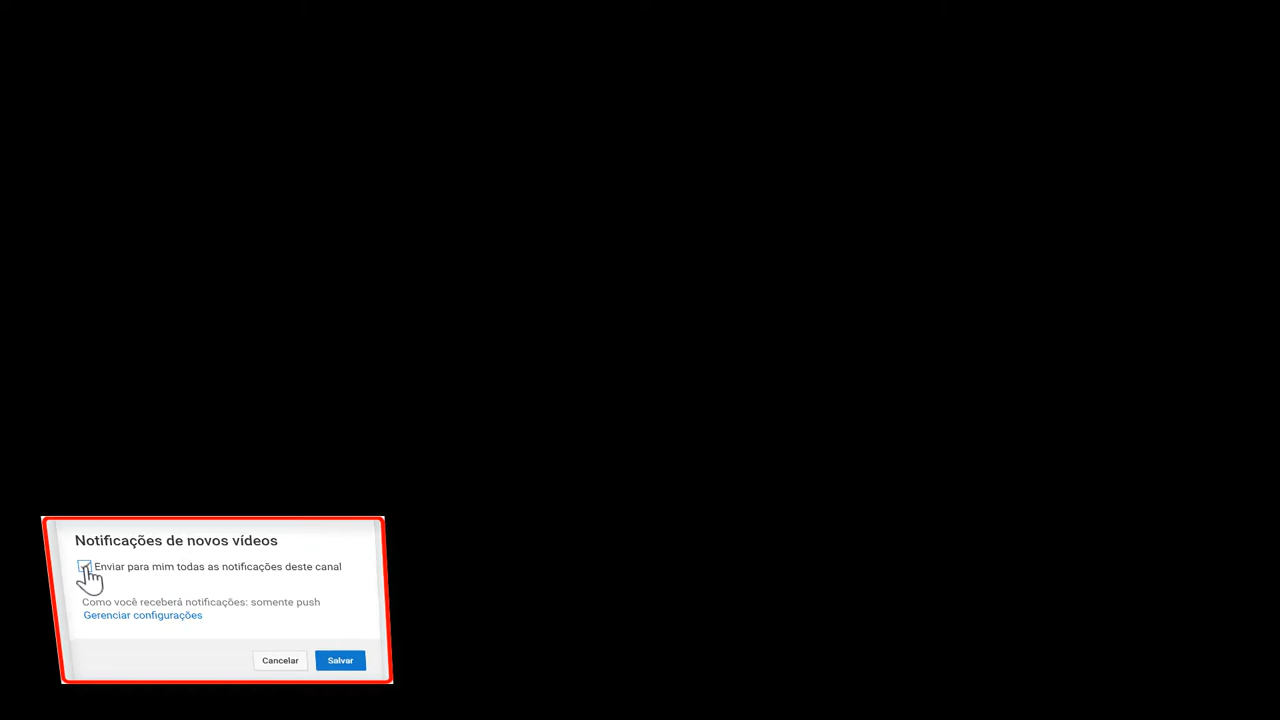 Notificações de novos vídeos
Enviar para mim todas as notificações deste canal
Como você receberá notificações: somente push
Gerenciar configurações
Cancelar Salvar